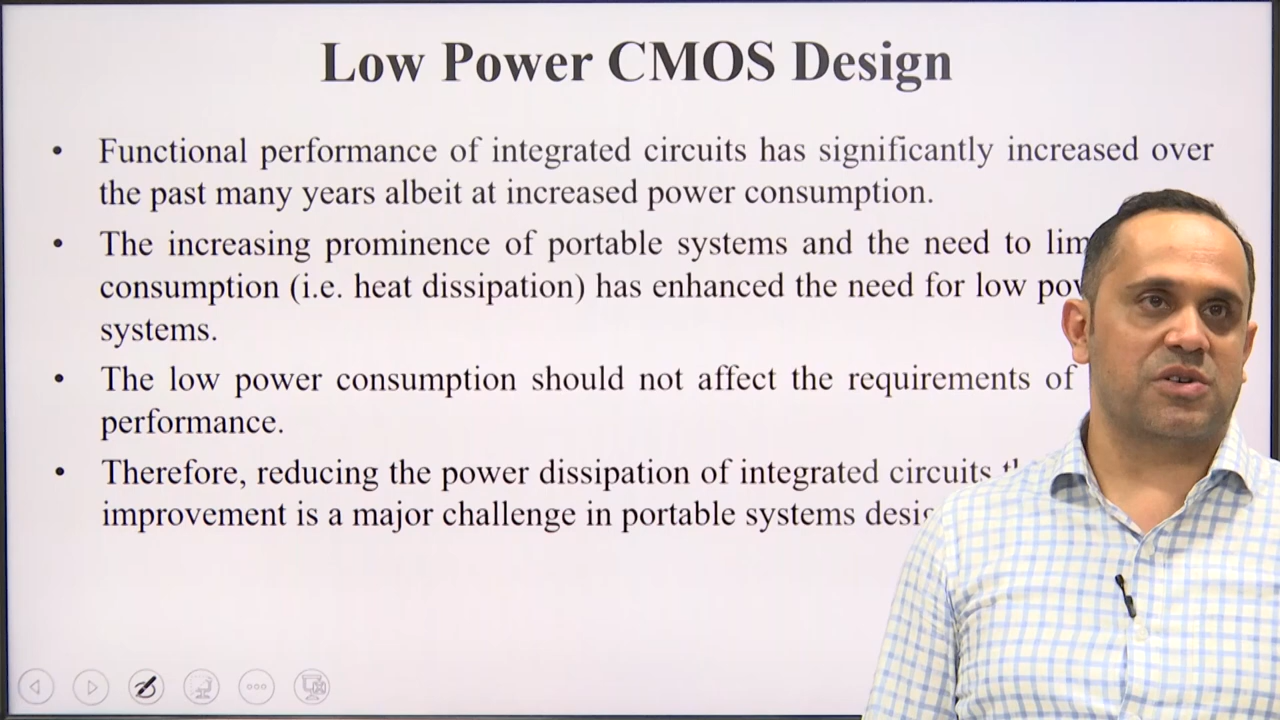 Low Power CMOS Design
• Functional performance of integrated circuits has significantly increased over
the past many years albeit at increased power consumption.
• The increasing prominence of portable systems and the need to
consumption (i.e. heat dissipation) has enhanced the need for low
systems.
• The low power consumption should not affect the requirements of
performance.
• Therefore, reducing the power dissipation of integrated circuits
improvement is a major challenge in portable systems